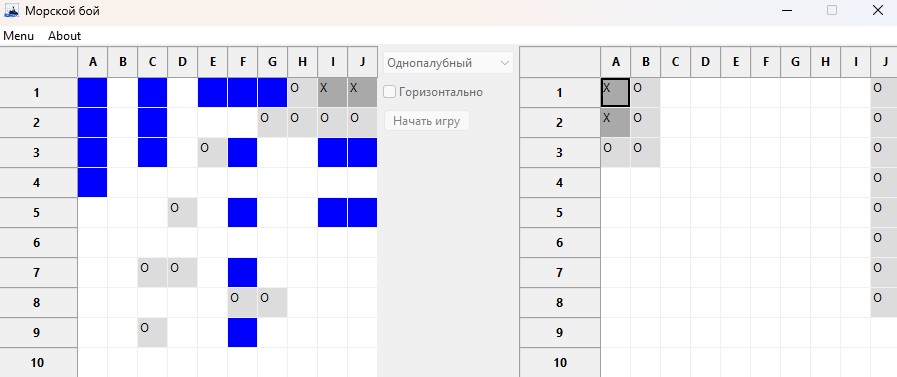 Морской бой
Menu About
A B C D E F G H I J
1 O X X
2 O O O O
3 O
4
5 O
6
7 O O
8 O O
9 O
10
Однопалубный
Горизонтально
Начать игру
A B C D E F G H I J
1 X O O
2 X O O
3 O O O
4 O
5 O
6 O
7 O
8 O
9
10